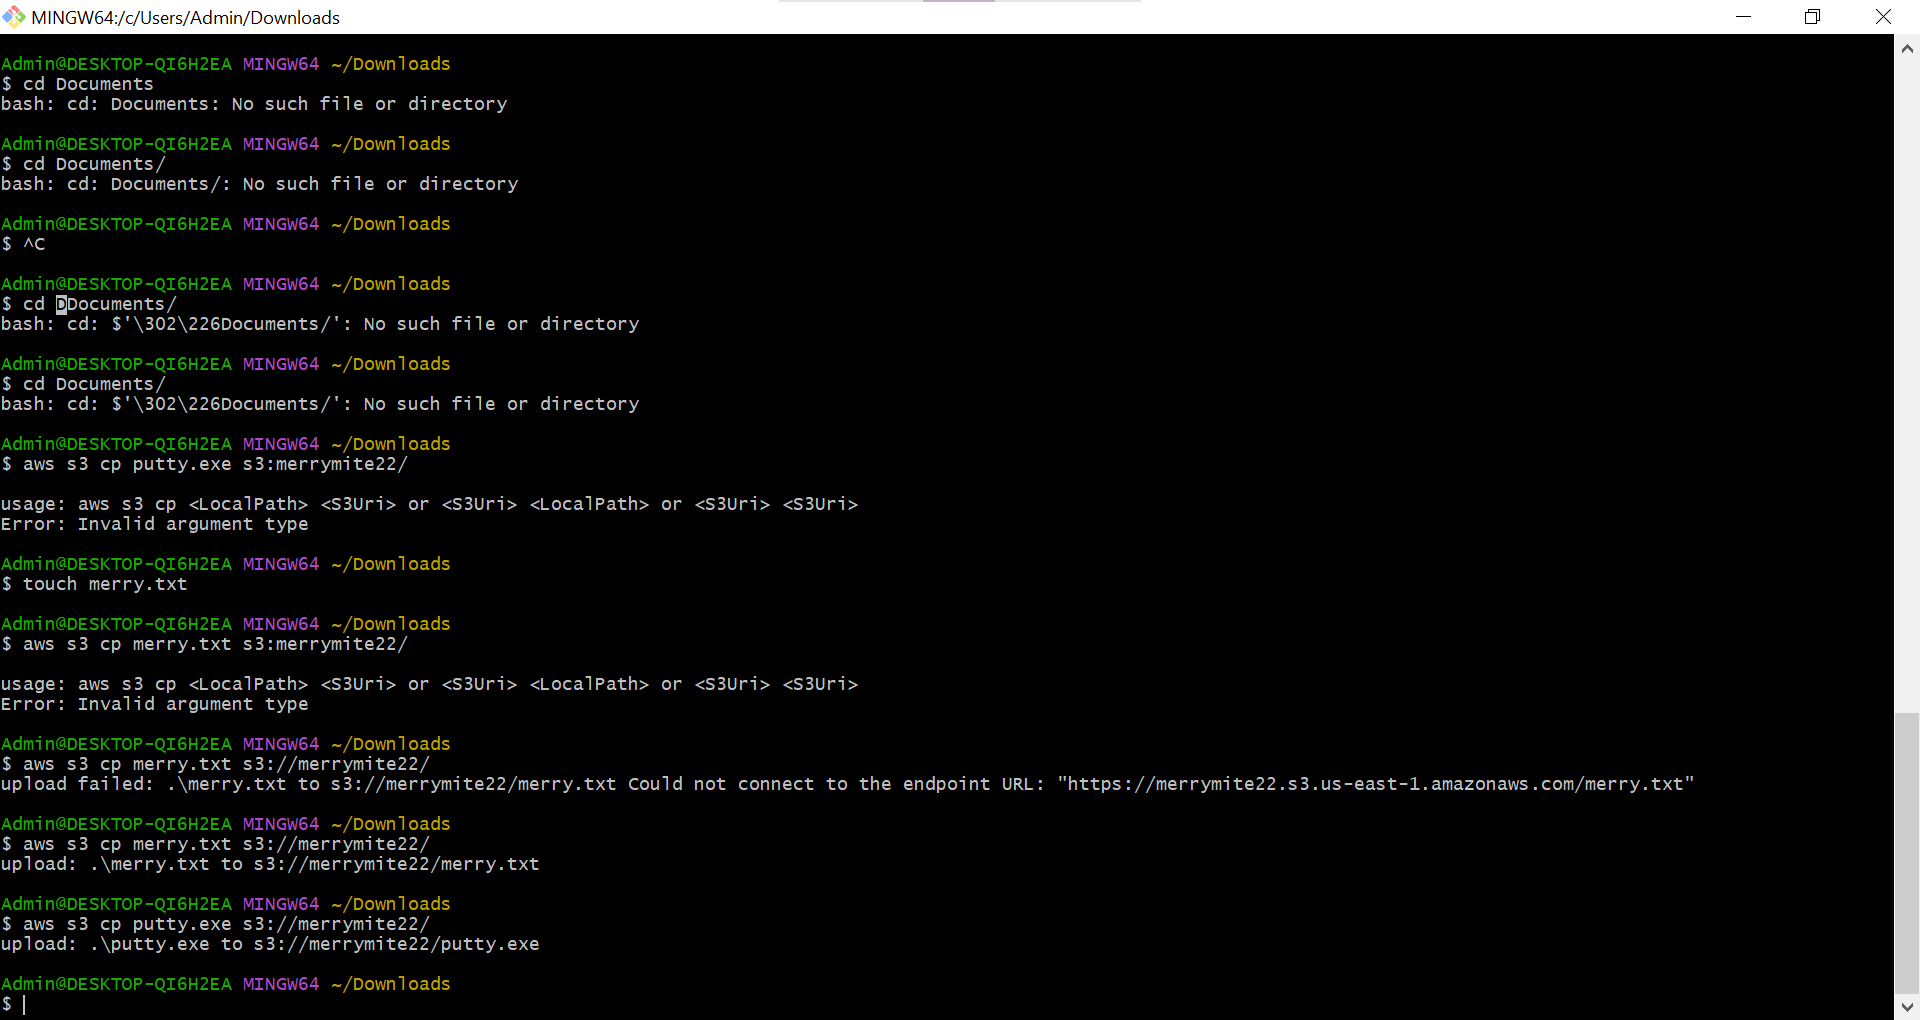 MINGW64:/c/Users/Admin/Downloads
Admin@DESKTOP-QI6H2EA MINGW64 ~/Downloads
$ cd Documents
bash: cd: Documents: No such file or directory
Admin@DESKTOP-QI6H2EA MINGW64 ~/Downloads
$ cd Documents/
bash: cd: Documents/: No such file or directory
Admin@DESKTOP-QI6H2EA MINGW64 ~/Downloads
$ ^C
Admin@DESKTOP-QI6H2EA MINGW64 ~/Downloads
$ cd DDocuments/
bash: cd: $'\302\226Documents/': No such file or directory
Admin@DESKTOP-QI6H2EA MINGW64 ~/Downloads
$ cd Documents/
bash: cd: $'\302\226Documents/': No such file or directory
Admin@DESKTOP-QI6H2EA MINGW64 ~/Downloads
$ aws s3 cp putty.exe s3:merrymite22/
usage: aws s3 cp <LocalPath> <S3Uri> or <S3Uri> <LocalPath> or <S3Uri> <S3Uri>
Error: Invalid argument type
Admin@DESKTOP-QI6H2EA MINGW64 ~/Downloads
$ touch merry.txt
Admin@DESKTOP-QI6H2EA MINGW64 ~/Downloads
$ aws s3 cp merry.txt s3:merrymite22/
usage: aws s3 cp <LocalPath> <S3Uri> or <S3Uri> <LocalPath> or <S3Uri> <S3Uri>
Error: Invalid argument type
Admin@DESKTOP-QI6H2EA MINGW64 ~/Downloads
$ aws s3 cp merry.txt s3://merrymite22/
upload failed: .\merry.txt to s3://merrymite22/merry.txt Could not connect to the endpoint URL: "https://merrymite22.s3.us-east-1.amazonaws.com/merry.txt"
Admin@DESKTOP-QI6H2EA MINGW64 ~/Downloads
$ aws s3 cp merry.txt s3://merrymite22/
upload: .\merry.txt to s3://merrymite22/merry.txt
Admin@DESKTOP-QI6H2EA MINGW64 ~/Downloads
$ aws s3 cp putty.exe s3://merrymite22/
upload: .\putty.exe to s3://merrymite22/putty.exe
Admin@DESKTOP-QI6H2EA MINGW64 ~/Downloads
$